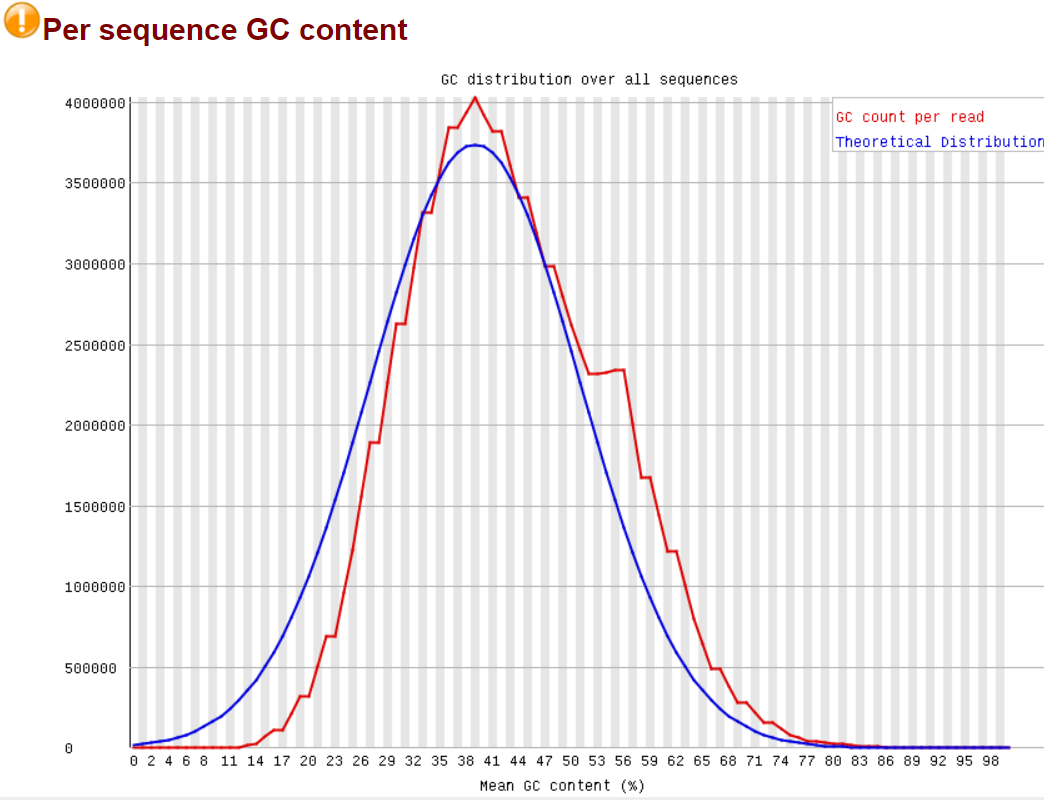 Per sequence GC content
GC distribution over all sequences
GC count per read
Theoretical Distribution
4000000
3500000
3000000
2500000
2000000
1500000
1000000
500000
0
0 2 4 6 8 11 14 17 20 23 26 29 32 35 38 41 44 47 50 53 56 59 62 65 68 71 74 77 80 83 86 89 92 95 98
Mean GC content (%)